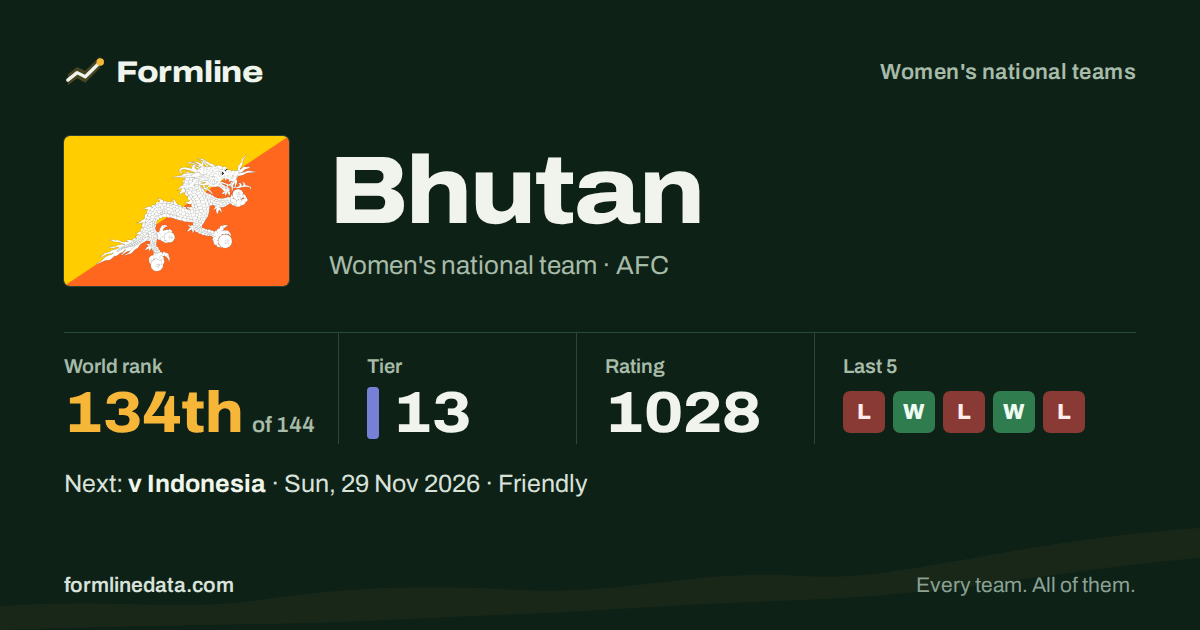 Formline
Women's national teams
Bhutan
Women's national team · AFC
World rank
134th of 144
Tier
13
Rating
1028
Last 5
L W L W L
Next: v Indonesia · Sun, 29 Nov 2026 · Friendly
formlinedata.com
Every team. All of them.